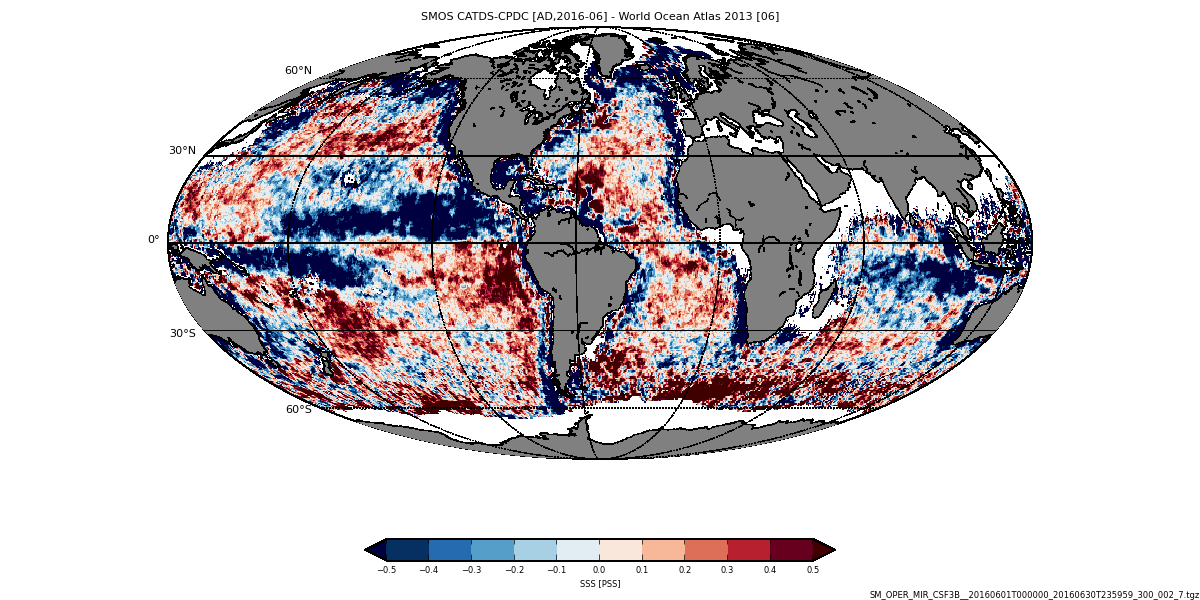 SMOS CATDS-CPDC [AD,2016-06] - World Ocean Atlas 2013 [06]
60°N
30°N
0°
30°S
60°S
−0.5 −0.4 −0.3 −0.2 −0.1 0.0 0.1 0.2 0.3 0.4 0.5
SSS [PSS]
SM_OPER_MIR_CSF3B__20160601T000000_20160630T235959_300_002_7.tgz